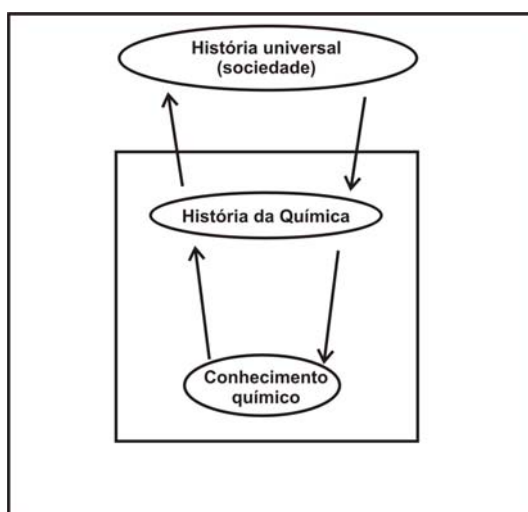 História universal
(sociedade)
História da Química
Conhecimento
químico